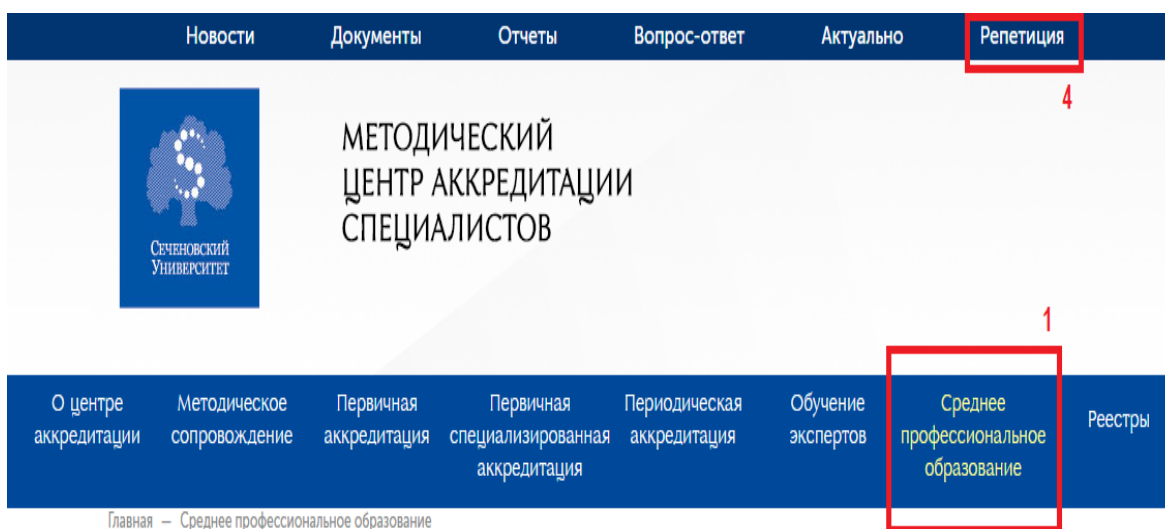 Новости Документы Отчеты Вопрос-ответ Актуально Репетиция
4
МЕТОДИЧЕСКИЙ
ЦЕНТР АККРЕДИТАЦИИ
СПЕЦИАЛИСТОВ
Сеченовский
Университет
1
О центре
аккредитации
Методическое
сопровождение
Первичная
аккредитация
Первичная
специализированная
аккредитация
Периодическая
аккредитация
Обучение
экспертов
Среднее
профессиональное
образование
Реестры
Главная — Среднее профессиональное образование